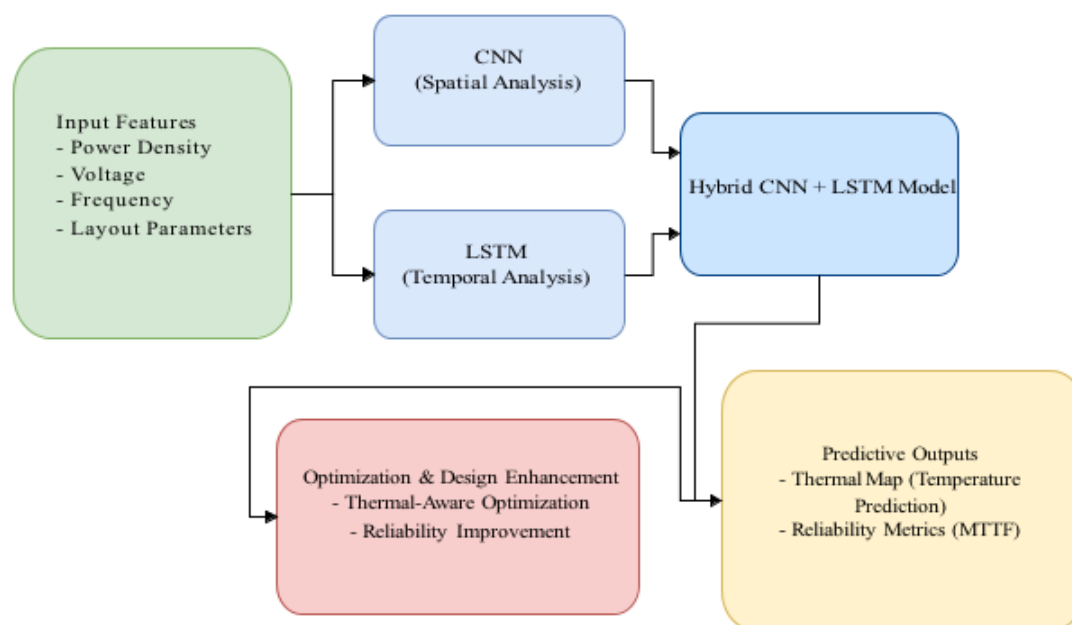 Input Features
- Power Density
- Voltage
- Frequency
- Layout Parameters
CNN
(Spatial Analysis)
LSTM
(Temporal Analysis)
Hybrid CNN + LSTM Model
Optimization & Design Enhancement
- Thermal-Aware Optimization
- Reliability Improvement
Predictive Outputs
- Thermal Map (Temperature
Prediction)
- Reliability Metrics (MTTF)